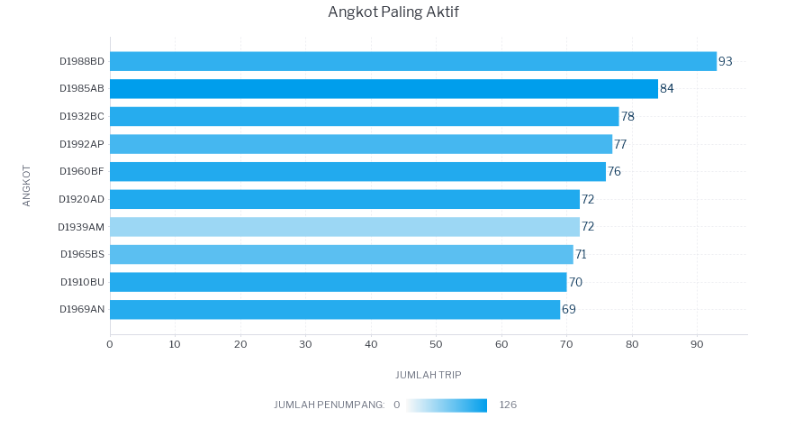 Angkot Paling Aktif
ANGKOT
D1988BD 93
D1985AB 84
D1932BC 78
D1992AP 77
D1960BF 76
D1920AD 72
D1939AM 72
D1965BS 71
D1910BU 70
D1969AN 69
0 10 20 30 40 50 60 70 80 90
JUMLAH TRIP
JUMLAH PENUMPANG: 0 126